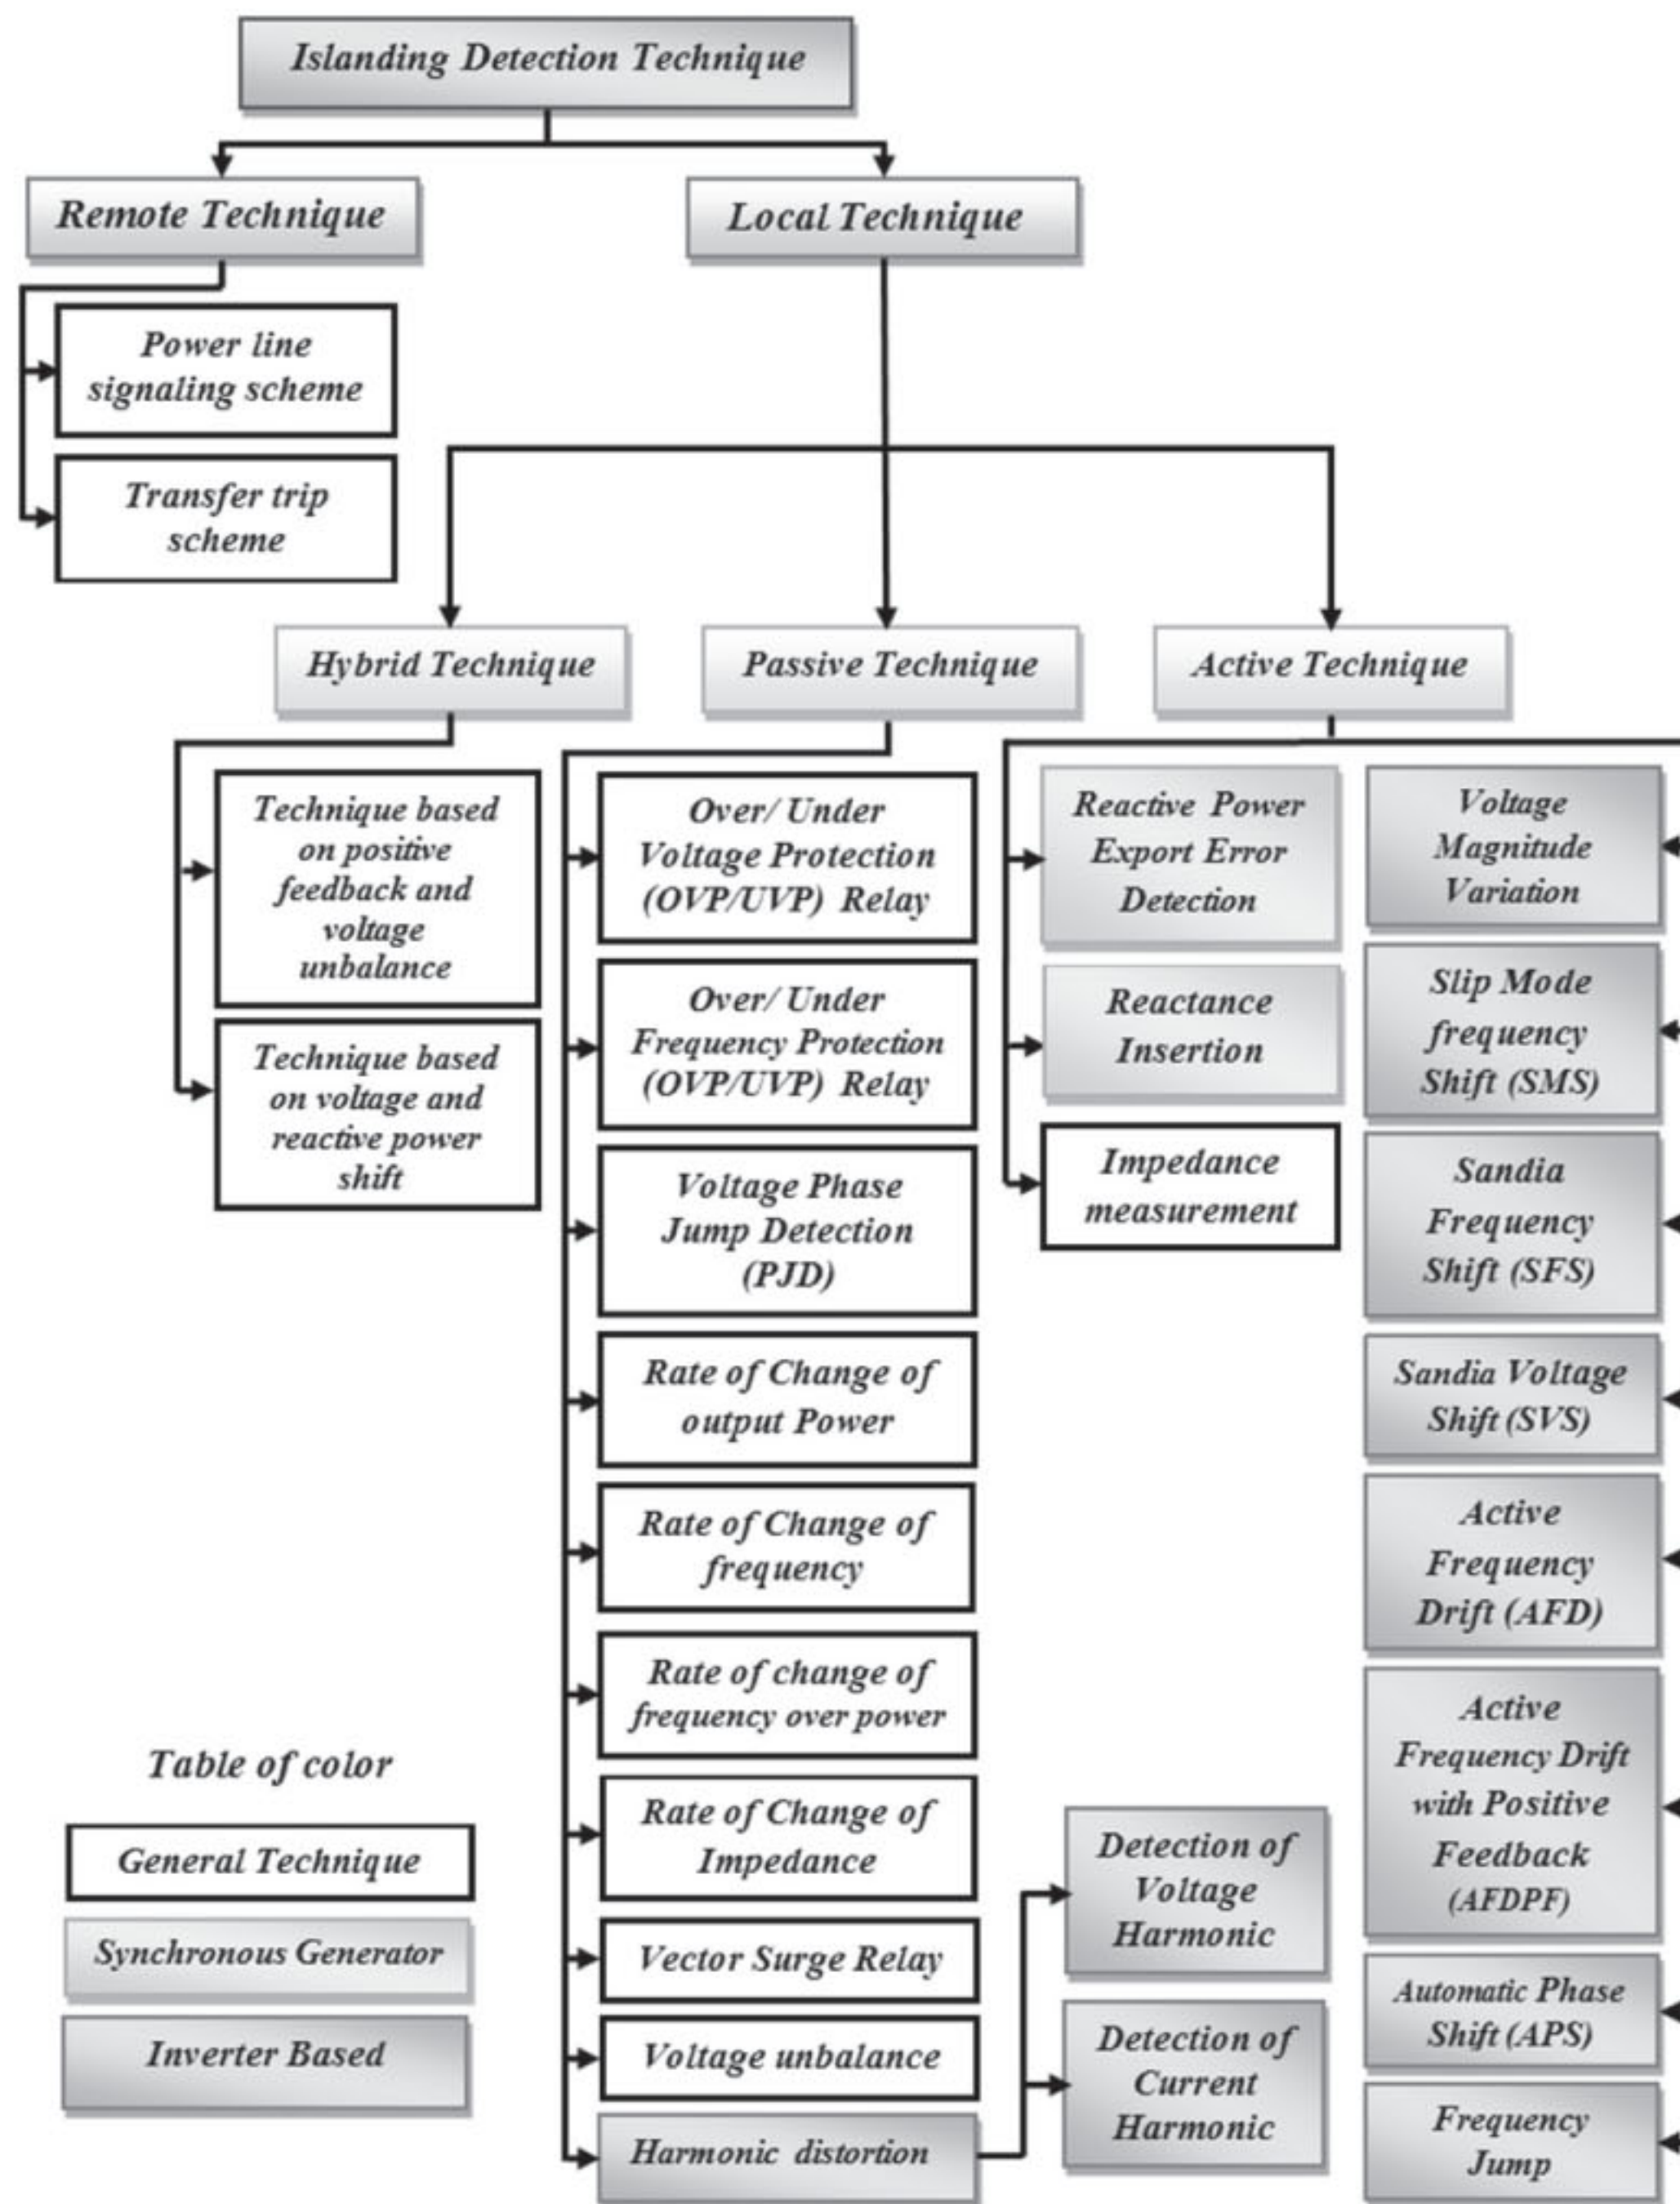 Islanding Detection Technique
Remote Technique
Local Technique
Power line
signaling scheme
Transfer trip
scheme
Hybrid Technique
Passive Technique
Active Technique
Technique based
on positive
feedback and
voltage
unbalance
Technique based
on voltage and
reactive power
shift
Over/ Under
Voltage Protection
(OVP/UVP) Relay
Over/ Under
Frequency Protection
(OVP/UVP) Relay
Voltage Phase
Jump Detection
(PJD)
Rate of Change of
output Power
Rate of Change of
frequency
Rate of change of
frequency over power
Rate of Change of
Impedance
Vector Surge Relay
Voltage unbalance
Harmonic distortion
Detection of
Voltage
Harmonic
Detection of
Current
Harmonic
Reactive Power
Export Error
Detection
Reactance
Insertion
Impedance
measurement
Voltage
Magnitude
Variation
Slip Mode
frequency
Shift (SMS)
Sandia
Frequency
Shift (SFS)
Sandia Voltage
Shift (SVS)
Active
Frequency
Drift (AFD)
Active
Frequency Drift
with Positive
Feedback
(AFDPF)
Automatic Phase
Shift (APS)
Frequency
Jump
Table of color
General Technique
Synchronous Generator
Inverter Based